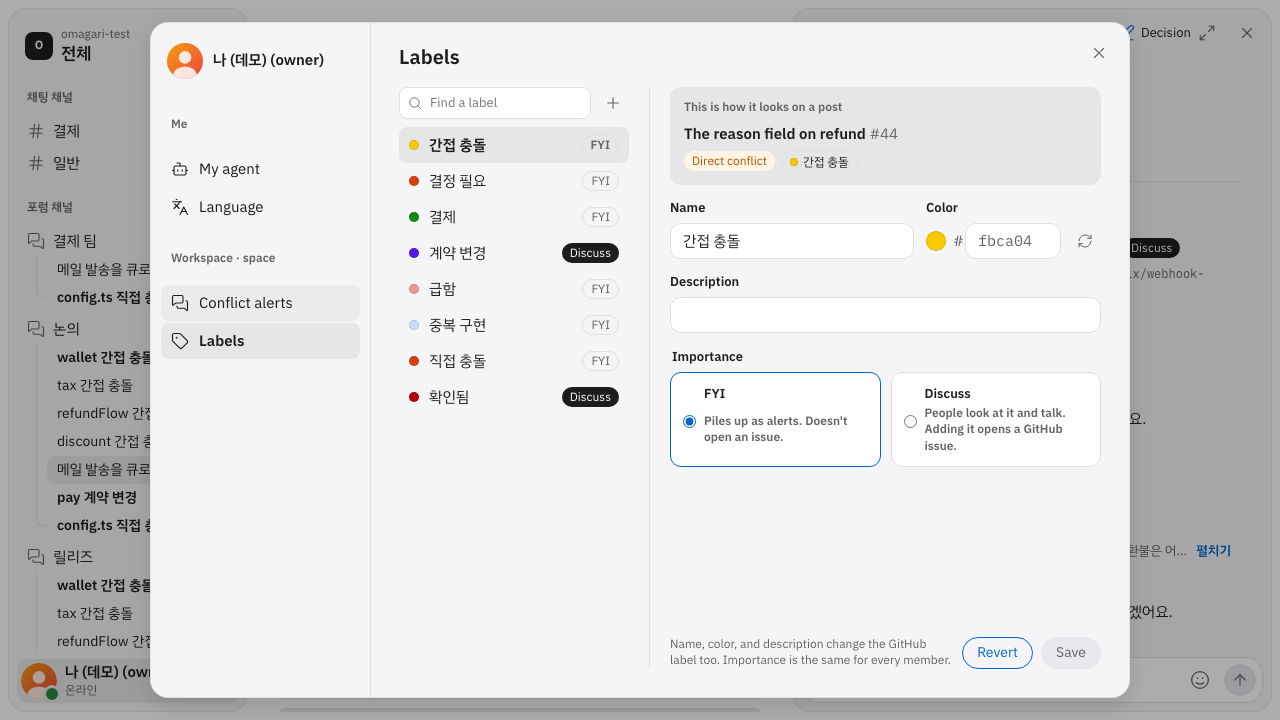 O
omagari-test
전체
채팅 채널
결제
일반
포럼 채널
결제 팀
메일 발송을 큐로
config.ts 직접
논의
wallet 간접 충돌
tax 간접 충돌
refundFlow 간접
discount 간접
메일 발송을 큐로
pay 계약 변경
config.ts 직접
릴리즈
wallet 간접 충돌
tax 간접 충돌
refundFlow
나 (데모)
온라인
나 (데모) (owner)
Me
My agent
Language
Workspace · space
Conflict alerts
Labels
Labels
Find a label
간접 충돌 FYI
결정 필요 FYI
결제 FYI
계약 변경 Discuss
급함 FYI
중복 구현 FYI
직접 충돌 FYI
확인됨 Discuss
This is how it looks on a post
The reason field on refund #44
Direct conflict 간접 충돌
Name Color
간접 충돌 # fbca04
Description
Importance
FYI
Piles up as alerts. Doesn't
open an issue.
Discuss
People look at it and talk.
Adding it opens a GitHub
issue.
Name, color, and description change the GitHub
label too. Importance is the same for every member.
Revert Save
Decision
Discuss
/webhook-
요.
환불은 어... 펼치기
겠어요.